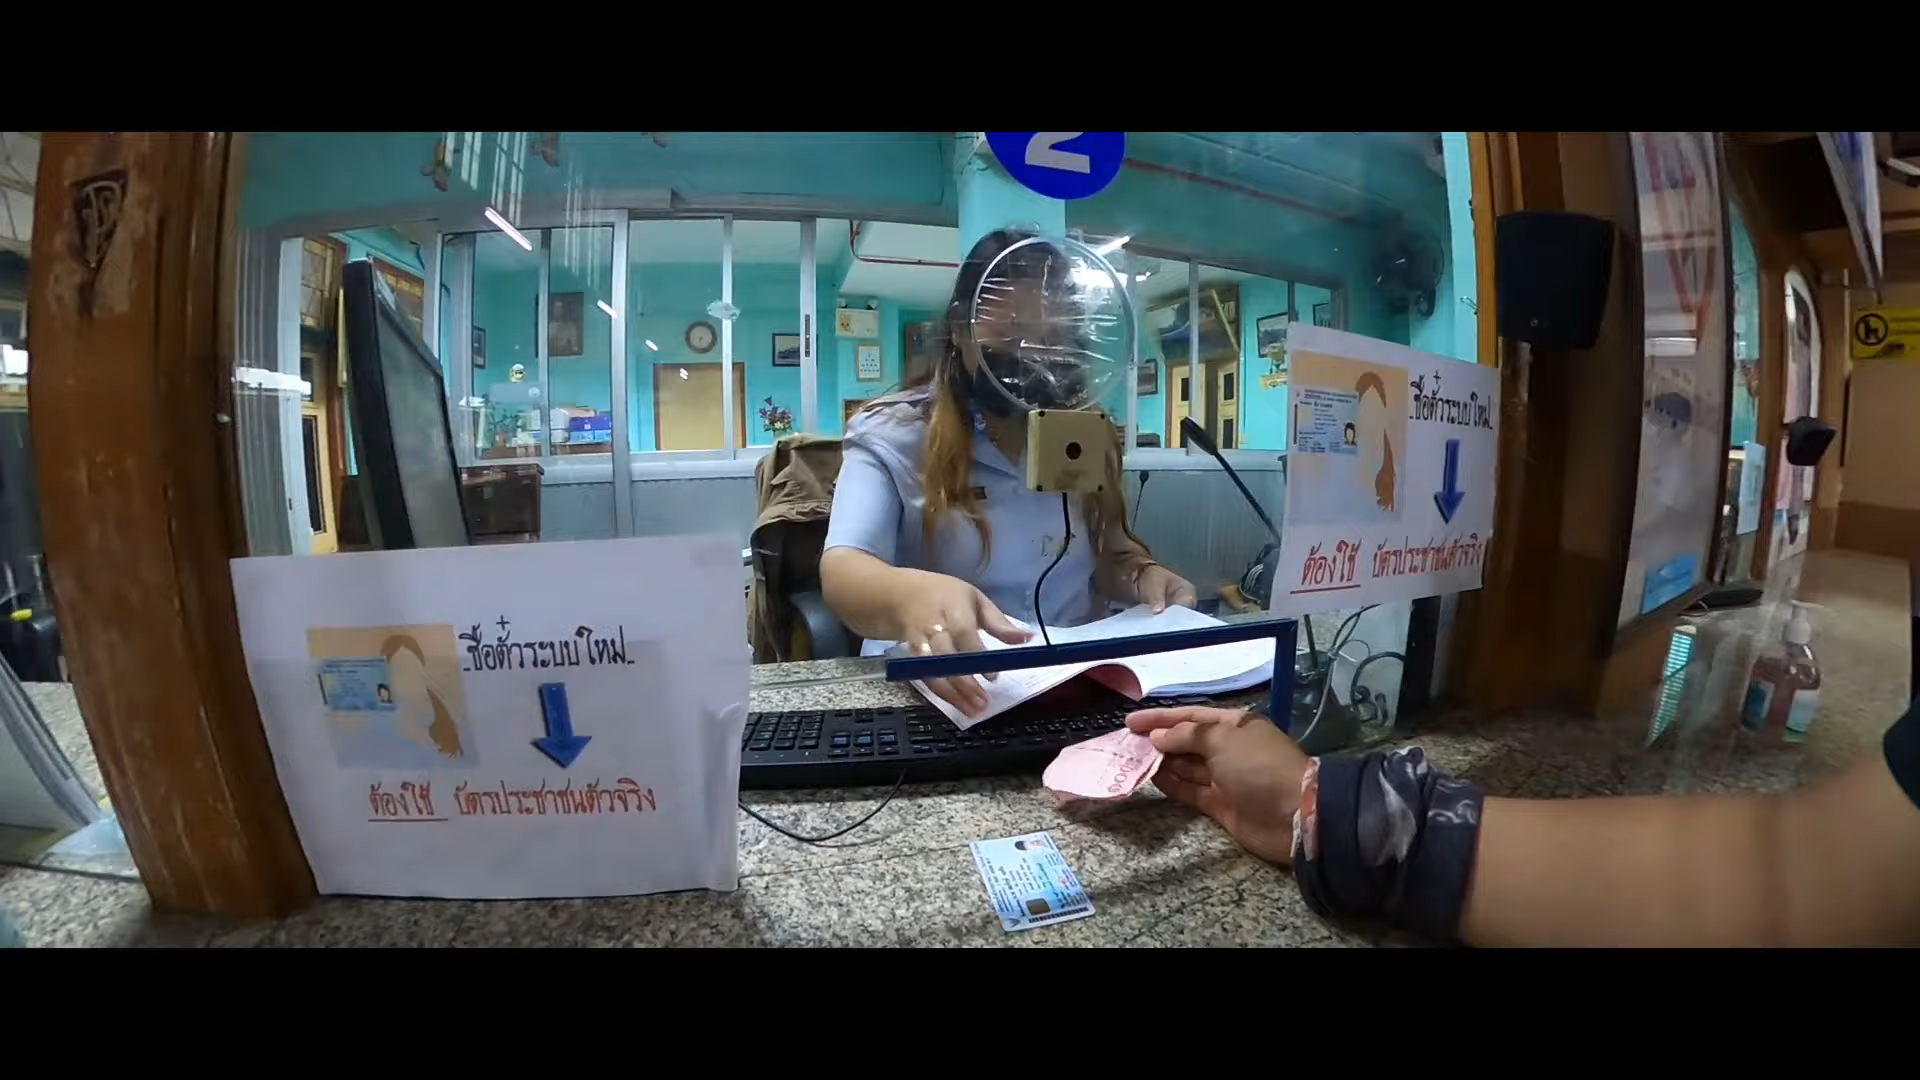 2
ซื้อตั๋วระบบใหม่
ต้องใช้ บัตรประชาชนตัวจริง
ซื้อตั๋วระบบใหม่
ต้องใช้ บัตรประชาชนตัวจริง